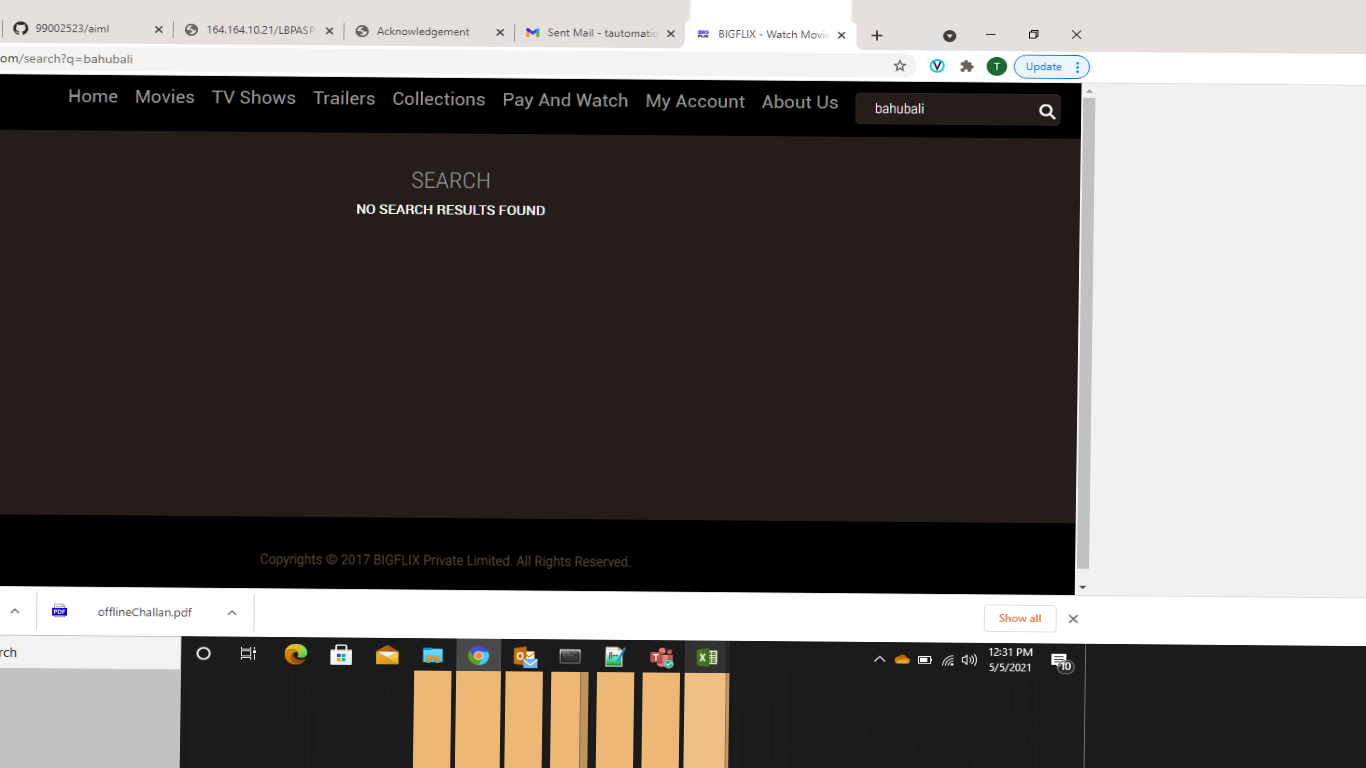 99002523/aiml
164.164.10.21/LBPASP
Acknowledgement
Sent Mail - tautomatic
BIGFLIX - Watch Movie
om/search?q=bahubali
T
Update
Home
Movies
TV Shows
Trailers
Collections
Pay And Watch
My Account
About Us
bahubali
SEARCH
NO SEARCH RESULTS FOUND
Copyrights © 2017 BIGFLIX Private Limited. All Rights Reserved.
PDF
offlineChallan.pdf
Show all
rch
12:31 PM
5/5/2021
10